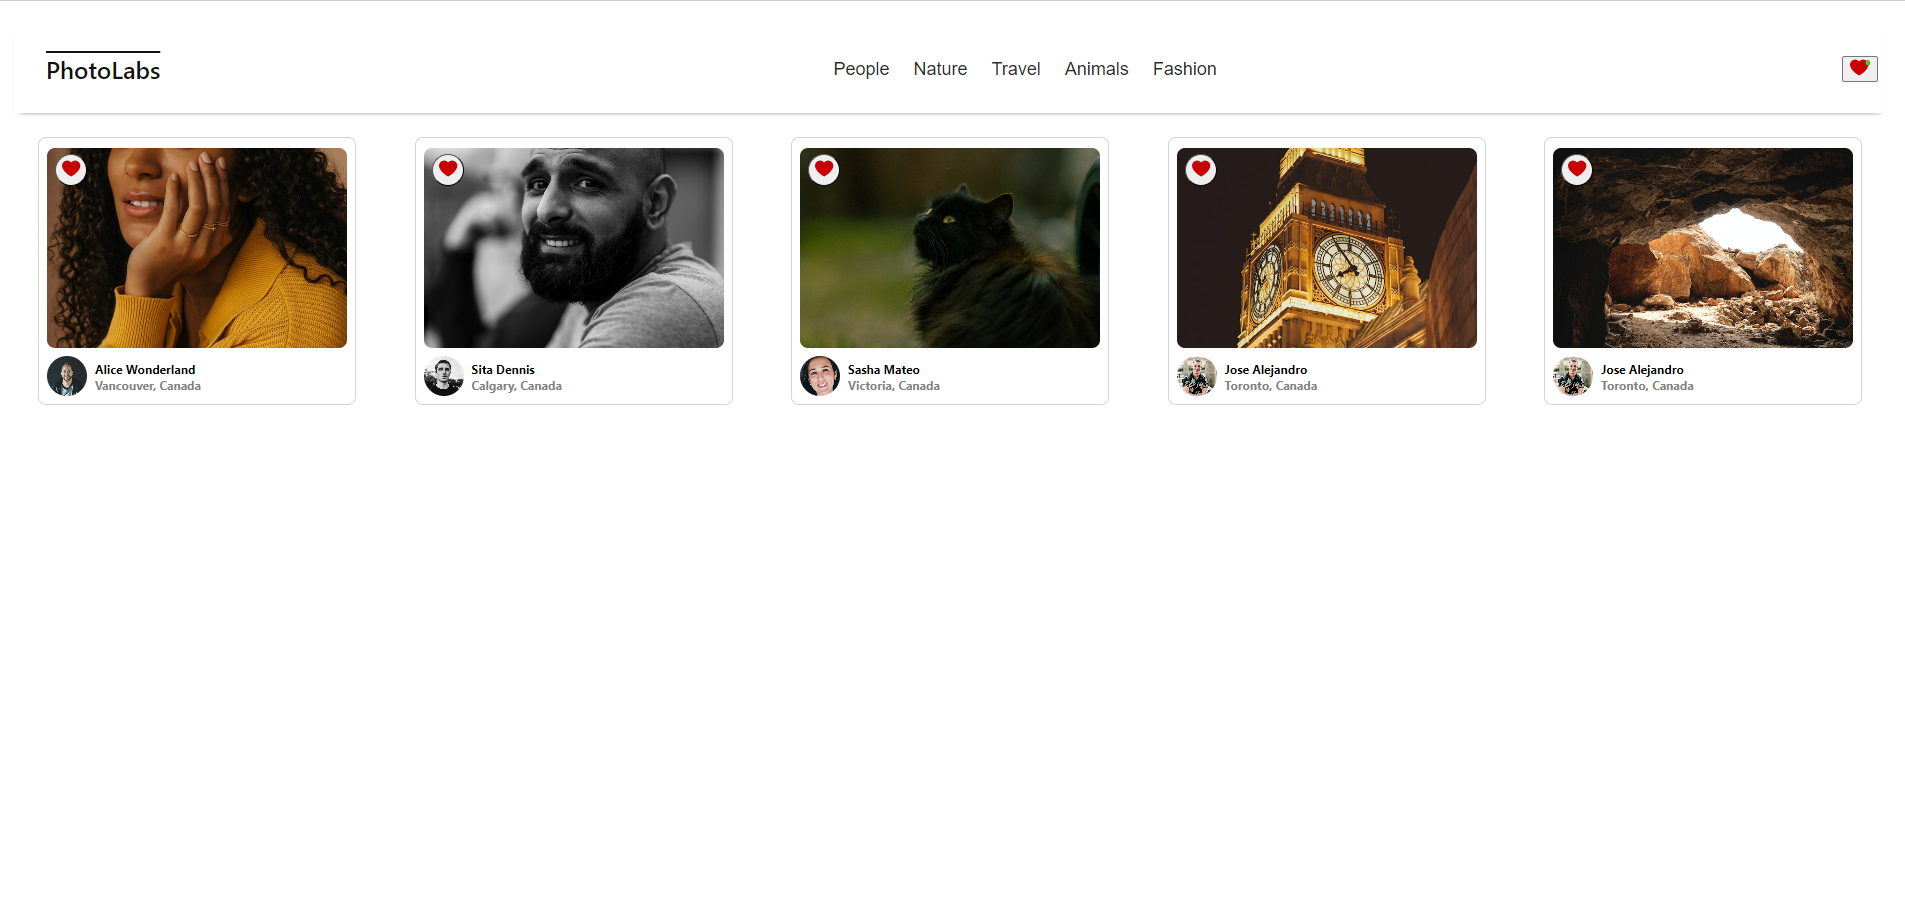 PhotoLabs
People Nature Travel Animals Fashion
Alice Wonderland
Vancouver, Canada
Sita Dennis
Calgary, Canada
Sasha Mateo
Victoria, Canada
Jose Alejandro
Toronto, Canada
Jose Alejandro
Toronto, Canada